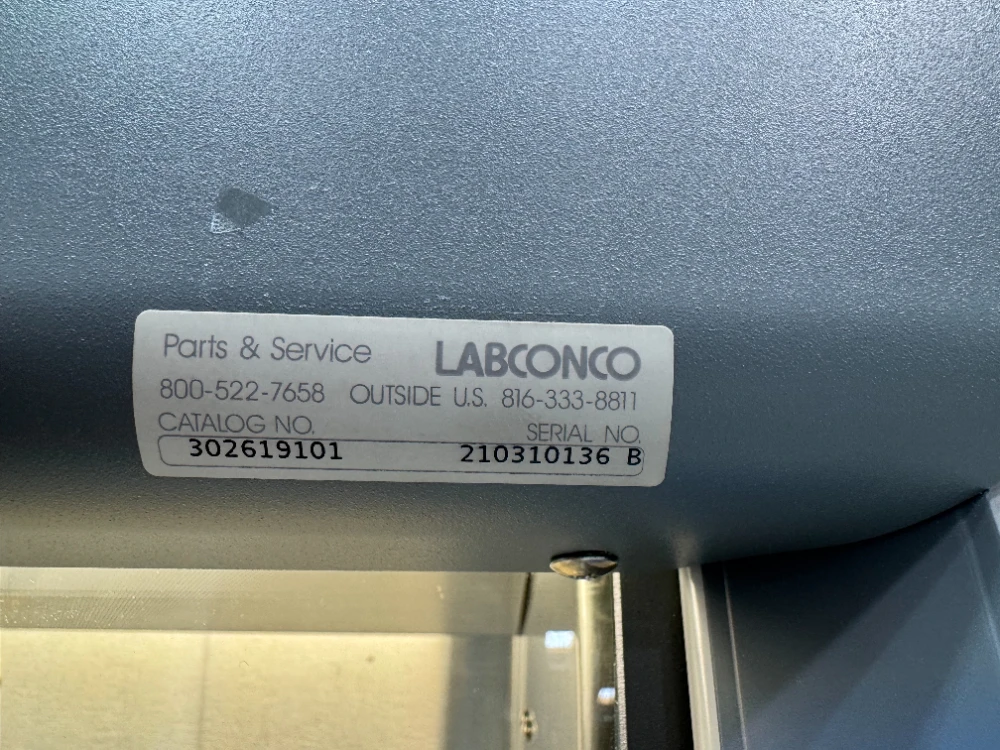 Parts & Service LABCONCO
800-522-7658 OUTSIDE U.S. 816-333-8811
CATALOG NO. SERIAL NO.
302619101 210310136 B